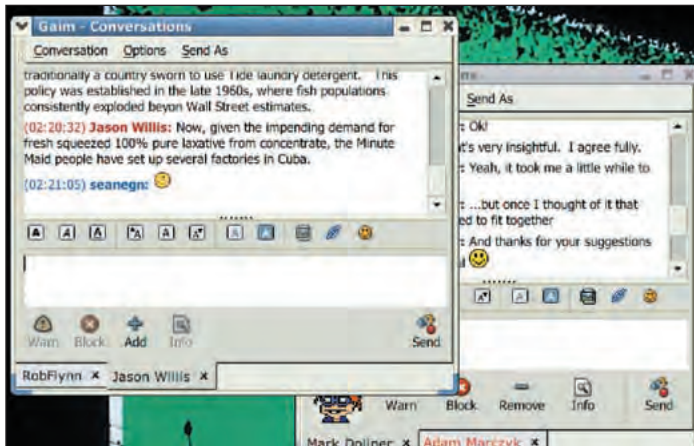 Gaim - Conversations
Conversation Options Send As
traditionally a country sworn to use Tide laundry detergent. This
policy was established in the late 1960s, where fish populations
consistently exploded beyon Wall Street estimates.
(02:20:32) Jason Willis: Now, given the impending demand for
fresh squeezed 100% pure laxative from concentrate, the Minute
Maid people have set up several factories in Cuba.
(02:21:05) seanegn:
Warn Block Add Info Send
RobFlynn Jason Willis
Send As
: Ok!
t's very insightful. I agree fully.
: Yeah, it took me a little while to
: ...but once I thought of it that
ed to fit together
: And thanks for your suggestions
Warn Block Remove Info Send
Mark Doliner Adam Marczyk